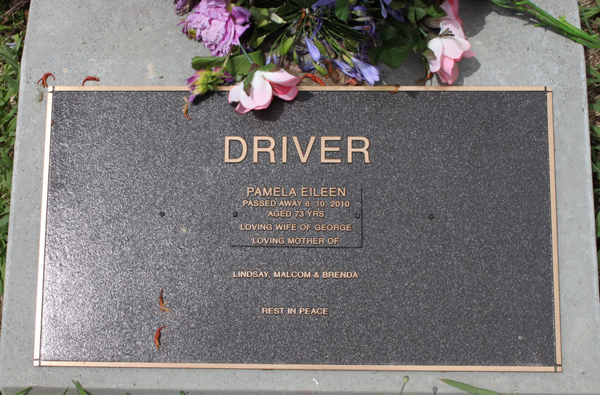 DRIVER
PAMELA EILEEN
PASSED AWAY 6. 10. 2010
AGED 73 YRS
LOVING WIFE OF GEORGE
LOVING MOTHER OF
LINDSAY, MALCOM & BRENDA
REST IN PEACE